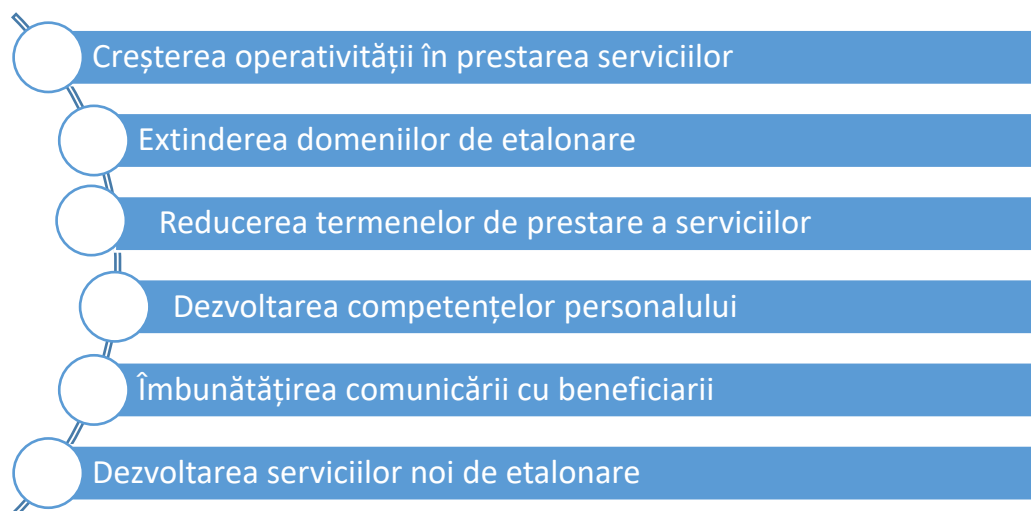 Creșterea operativității în prestarea serviciilor
Extinderea domeniilor de etalonare
Reducerea termenelor de prestare a serviciilor
Dezvoltarea competențelor personalului
Îmbunătățirea comunicării cu beneficiarii
Dezvoltarea serviciilor noi de etalonare